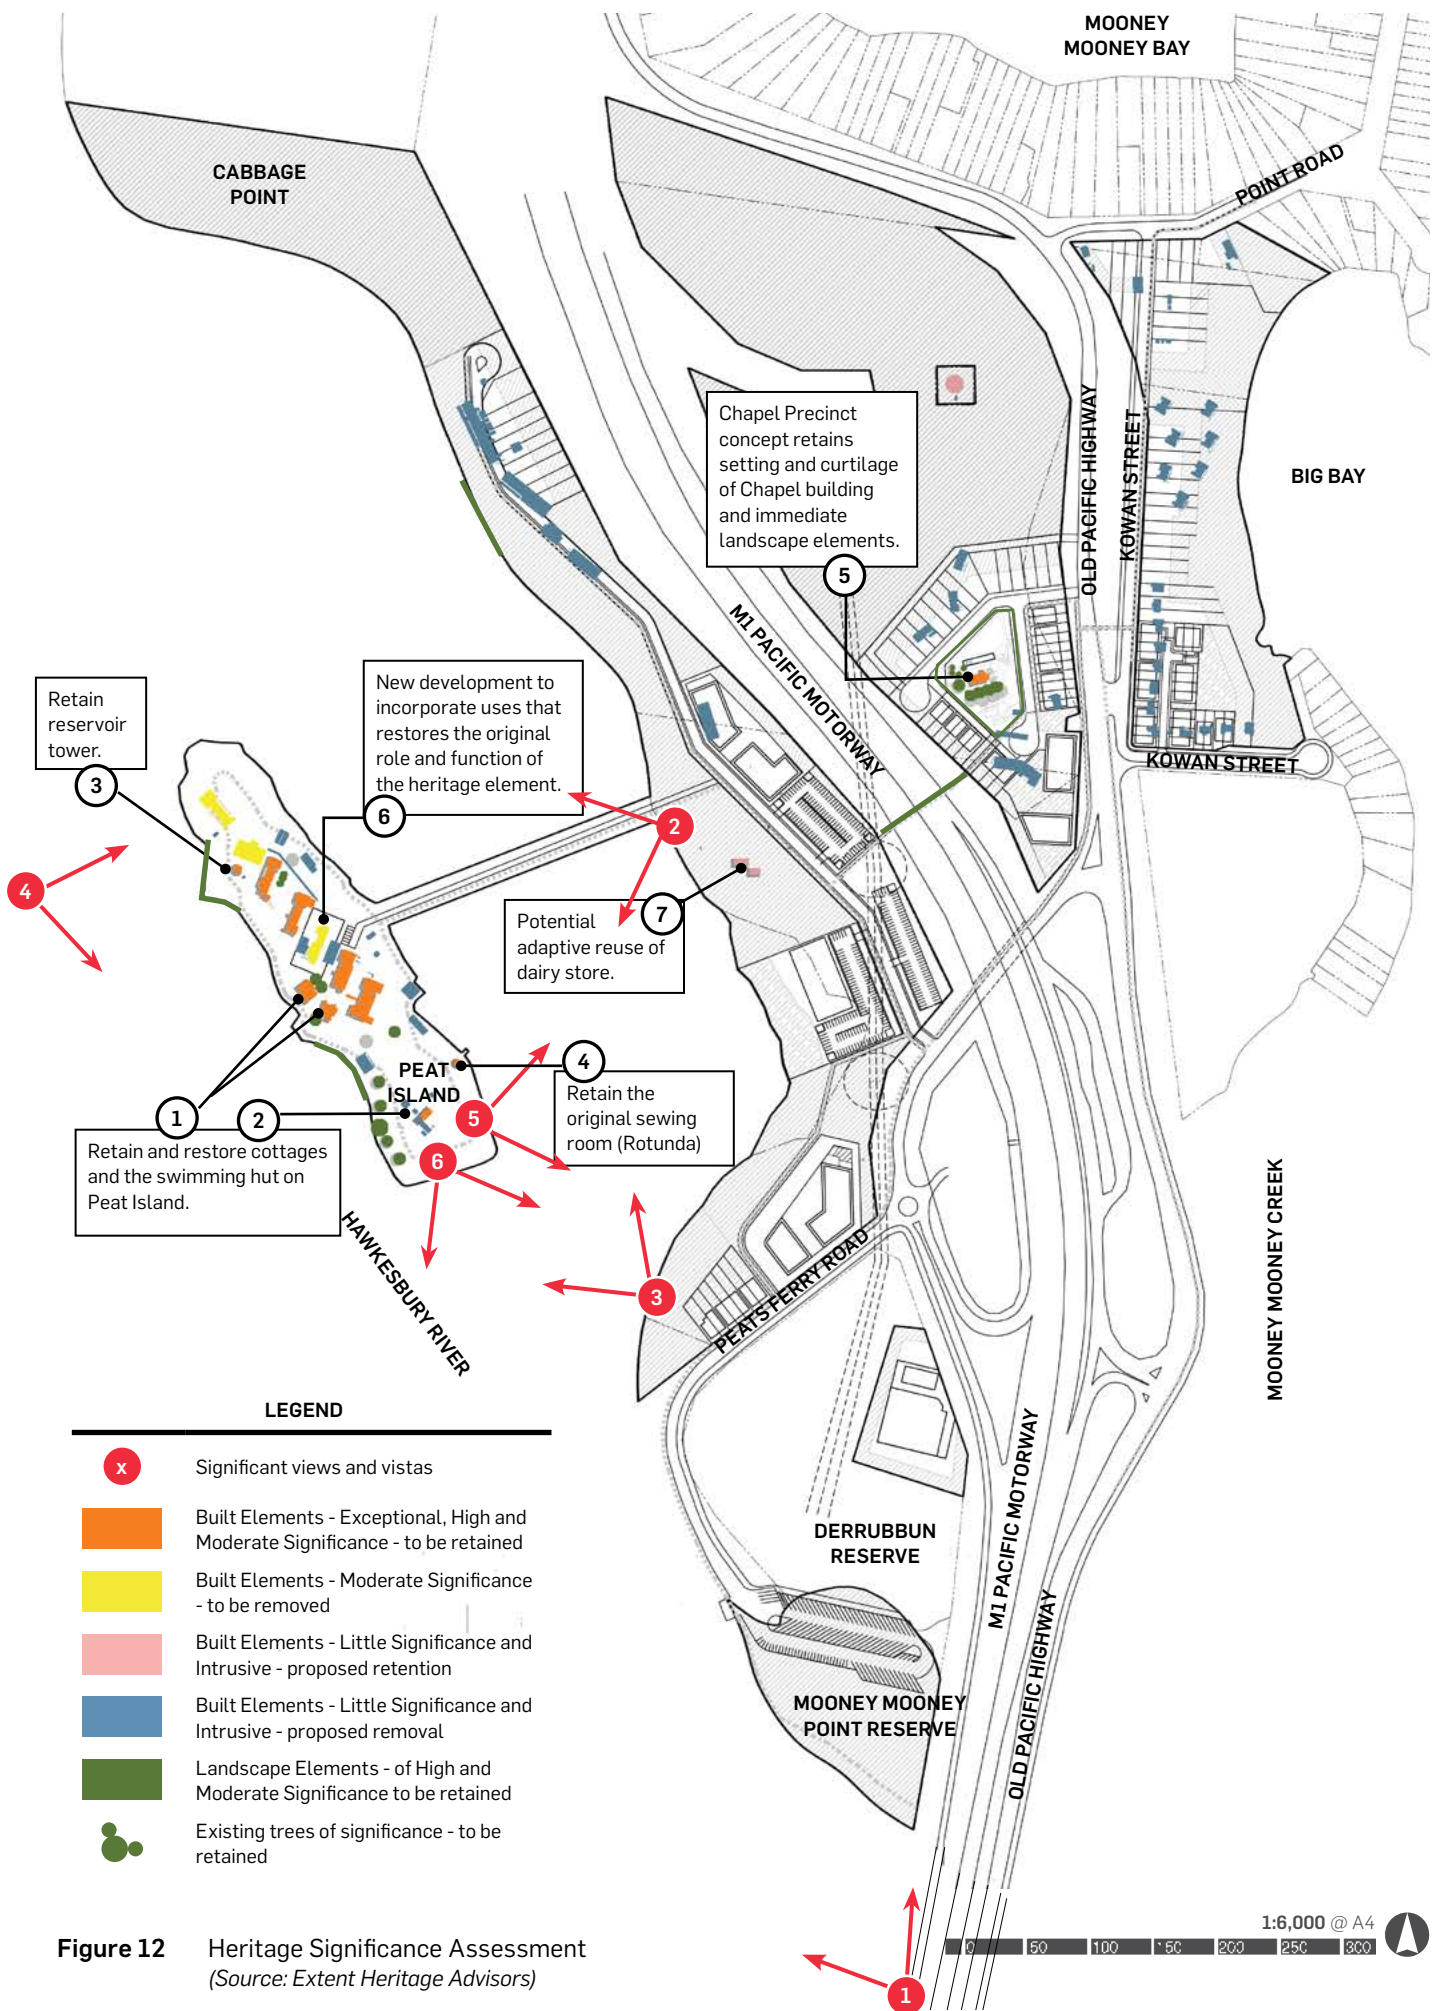 MOONEY
MOONEY BAY
CABBAGE
POINT
POINT ROAD
Chapel Precinct
concept retains
setting and curtilage
of Chapel building
and immediate
landscape elements.
5
OLD PACIFIC HIGHWAY
KOWAN STREET
BIG BAY
M1 PACIFIC MOTORWAY
Retain
reservoir
tower.
3
New development to
incorporate uses that
restores the original
role and function of
the heritage element.
6
KOWAN STREET
2
4
7
Potential
adaptive reuse of
dairy store.
PEAT
ISLAND
4
Retain the
original sewing
room (Rotunda)
5
1
2
Retain and restore cottages
and the swimming hut on
Peat Island.
6
HAWKESBURY RIVER
3
PEATS FERRY ROAD
MOONEY MOONEY CREEK
LEGEND
x
Significant views and vistas
Built Elements - Exceptional, High and
Moderate Significance - to be retained
Built Elements - Moderate Significance
- to be removed
Built Elements - Little Significance and
Intrusive - proposed retention
Built Elements - Little Significance and
Intrusive - proposed removal
Landscape Elements - of High and
Moderate Significance to be retained
Existing trees of significance - to be
retained
DERRUBBUN
RESERVE
M1 PACIFIC MOTORWAY
OLD PACIFIC HIGHWAY
MOONEY MOONEY
POINT RESERVE
1
1:6,000 @ A4
0 50 100 150 200 250 300
Figure 12 Heritage Significance Assessment
(Source: Extent Heritage Advisors)